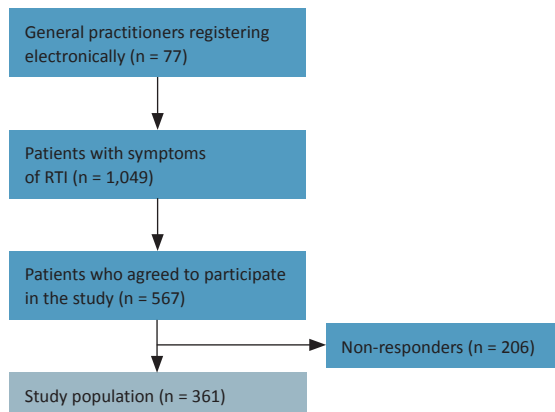 General practitioners registering
electronically (n = 77)
Patients with symptoms
of RTI (n = 1,049)
Patients who agreed to participate
in the study (n = 567)
Non-responders (n = 206)
Study population (n = 361)